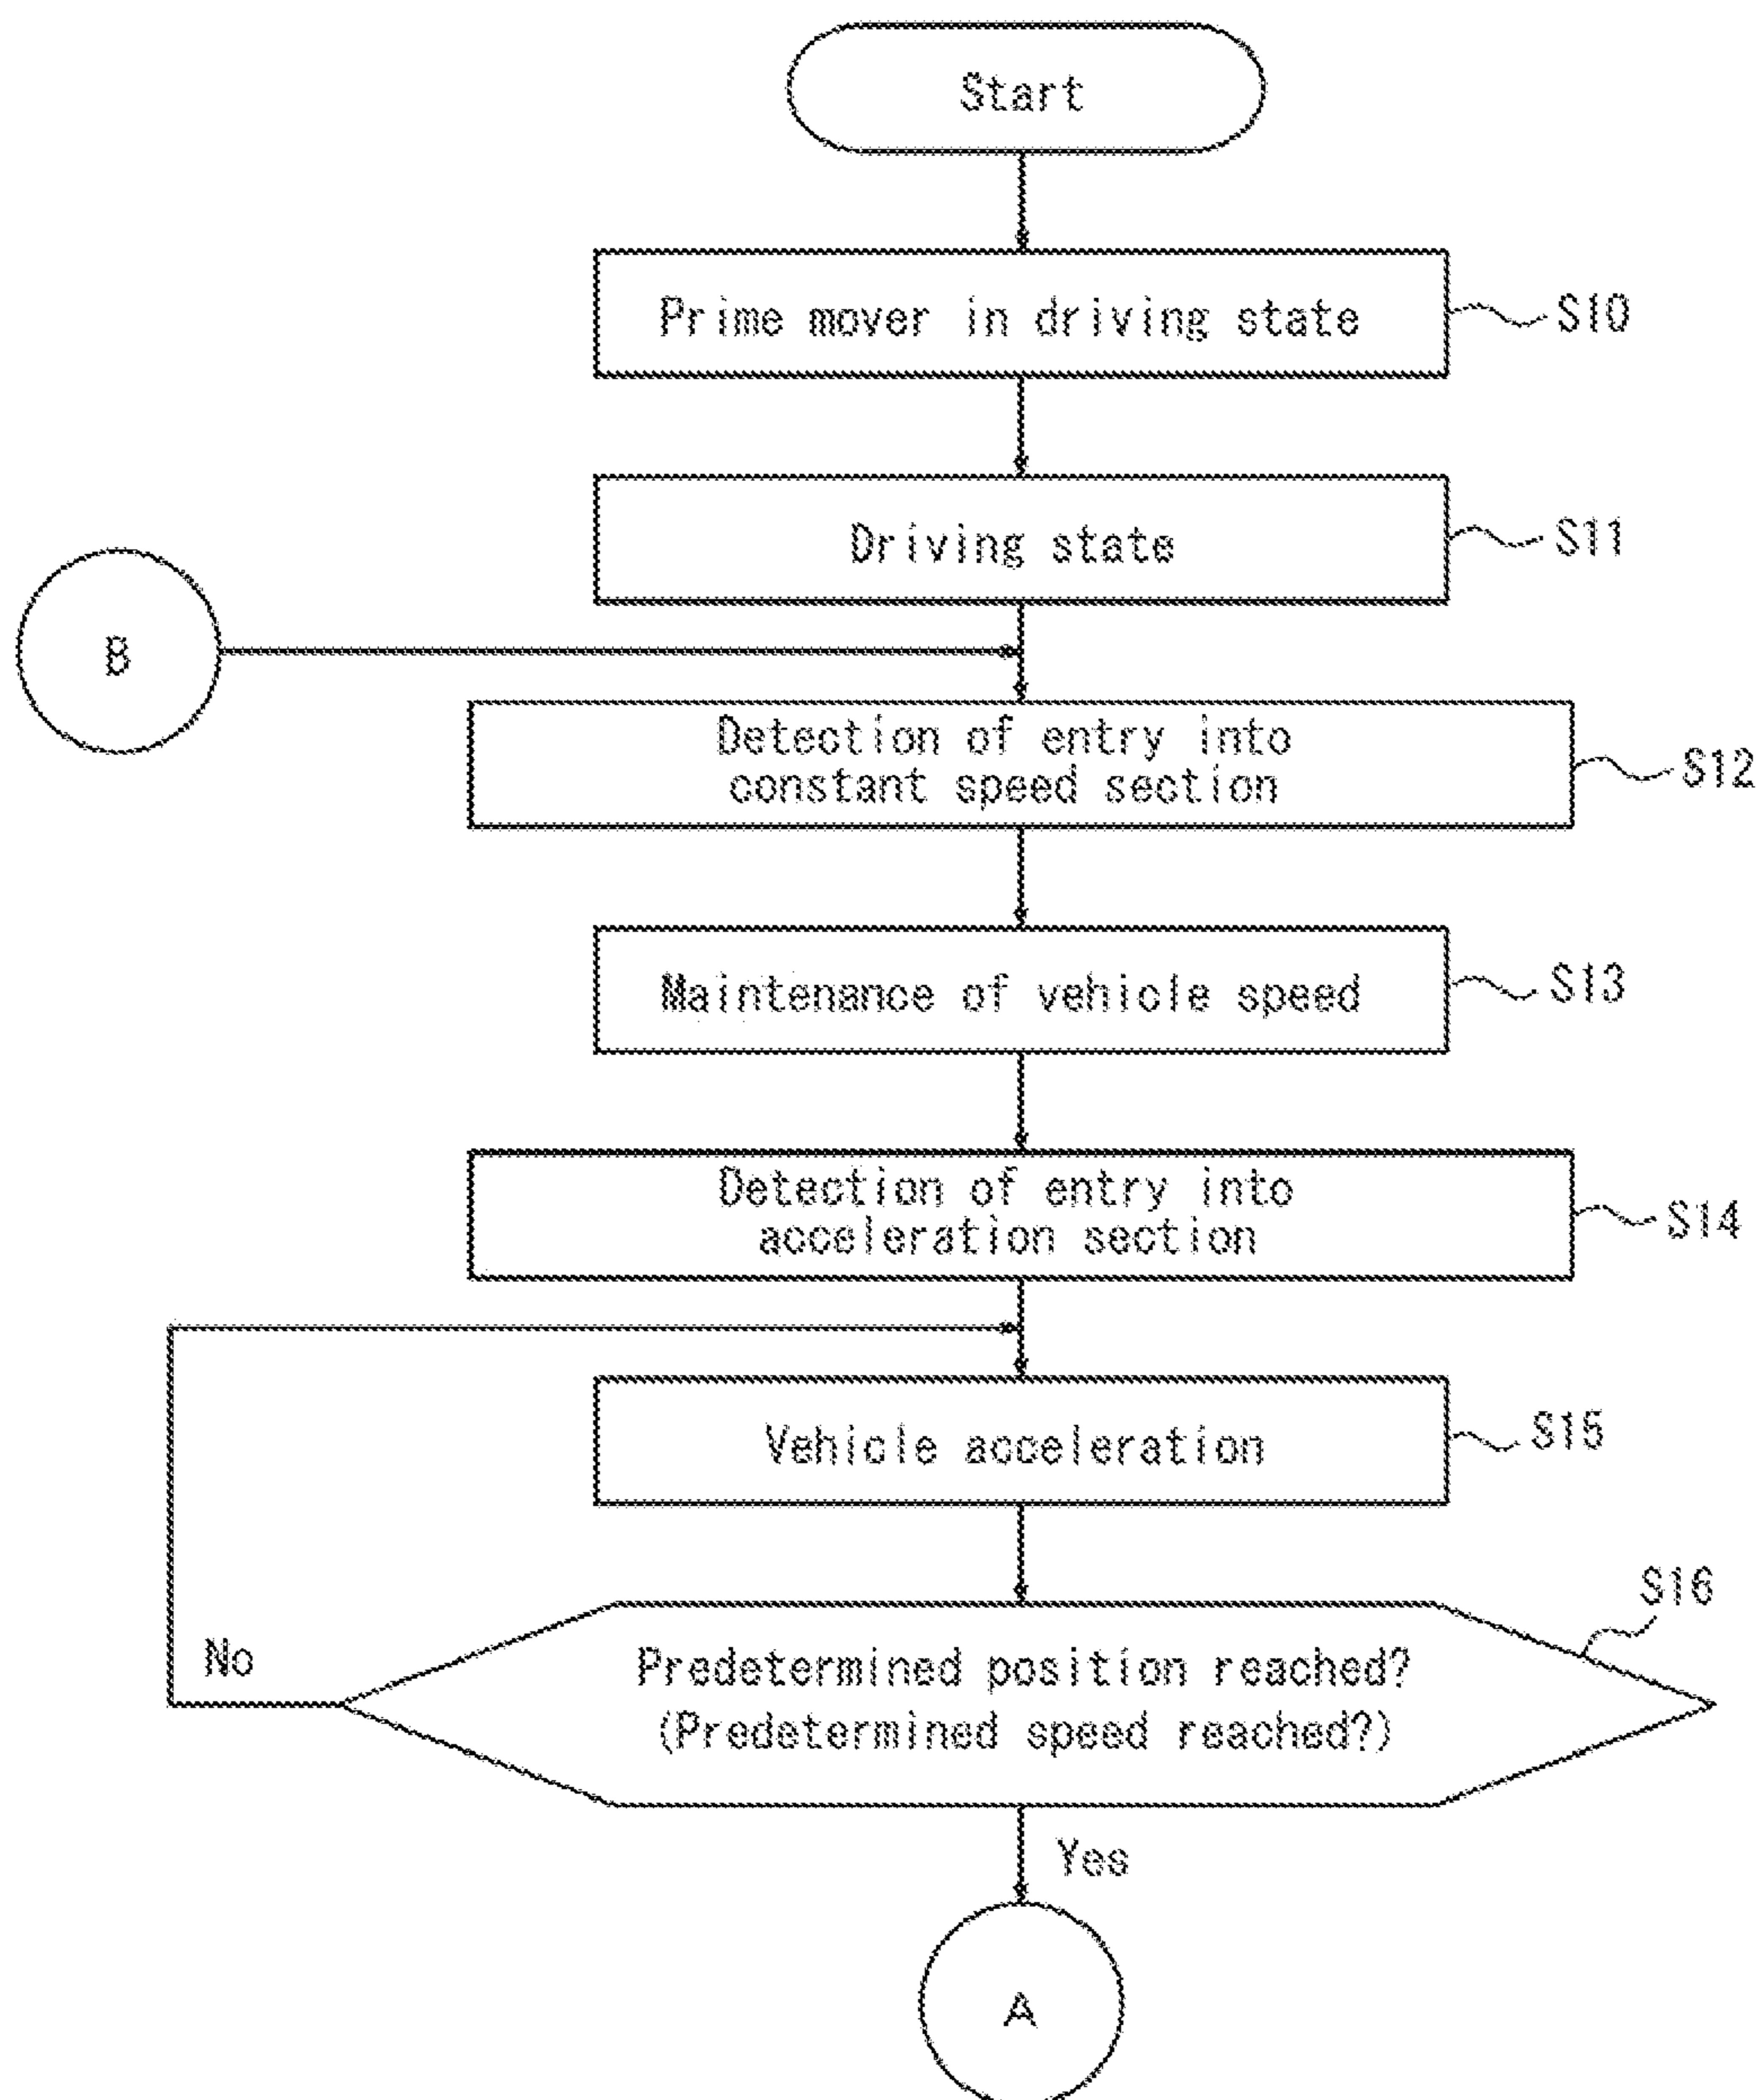 Start
Prime mover in driving state
S10
Driving state
S11
B
Detection of entry into
constant speed section
S12
Maintenance of vehicle speed
S13
Detection of entry into
acceleration section
S14
Vehicle acceleration
S15
S16
No
Predetermined position reached?
(Predetermined speed reached?)
Yes
A